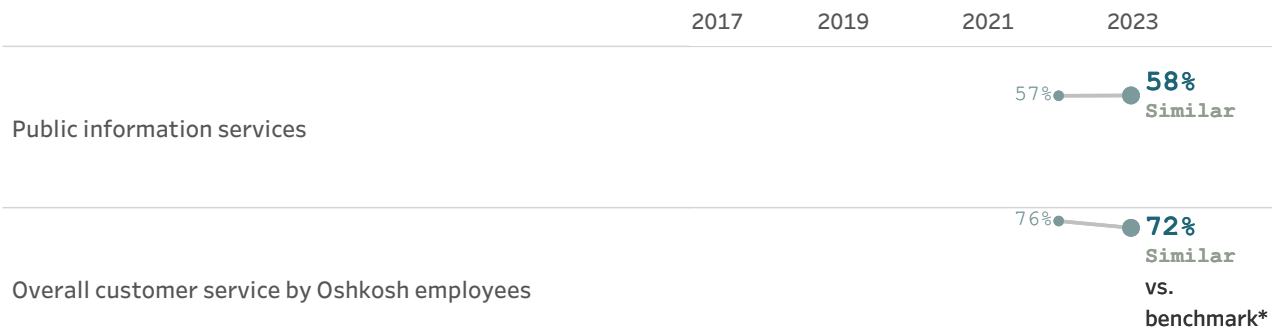 2017 2019 2021 2023
57% 58%
Similar
Public information services
76% 72%
Similar
Overall customer service by Oshkosh employees
vs.
benchmark*